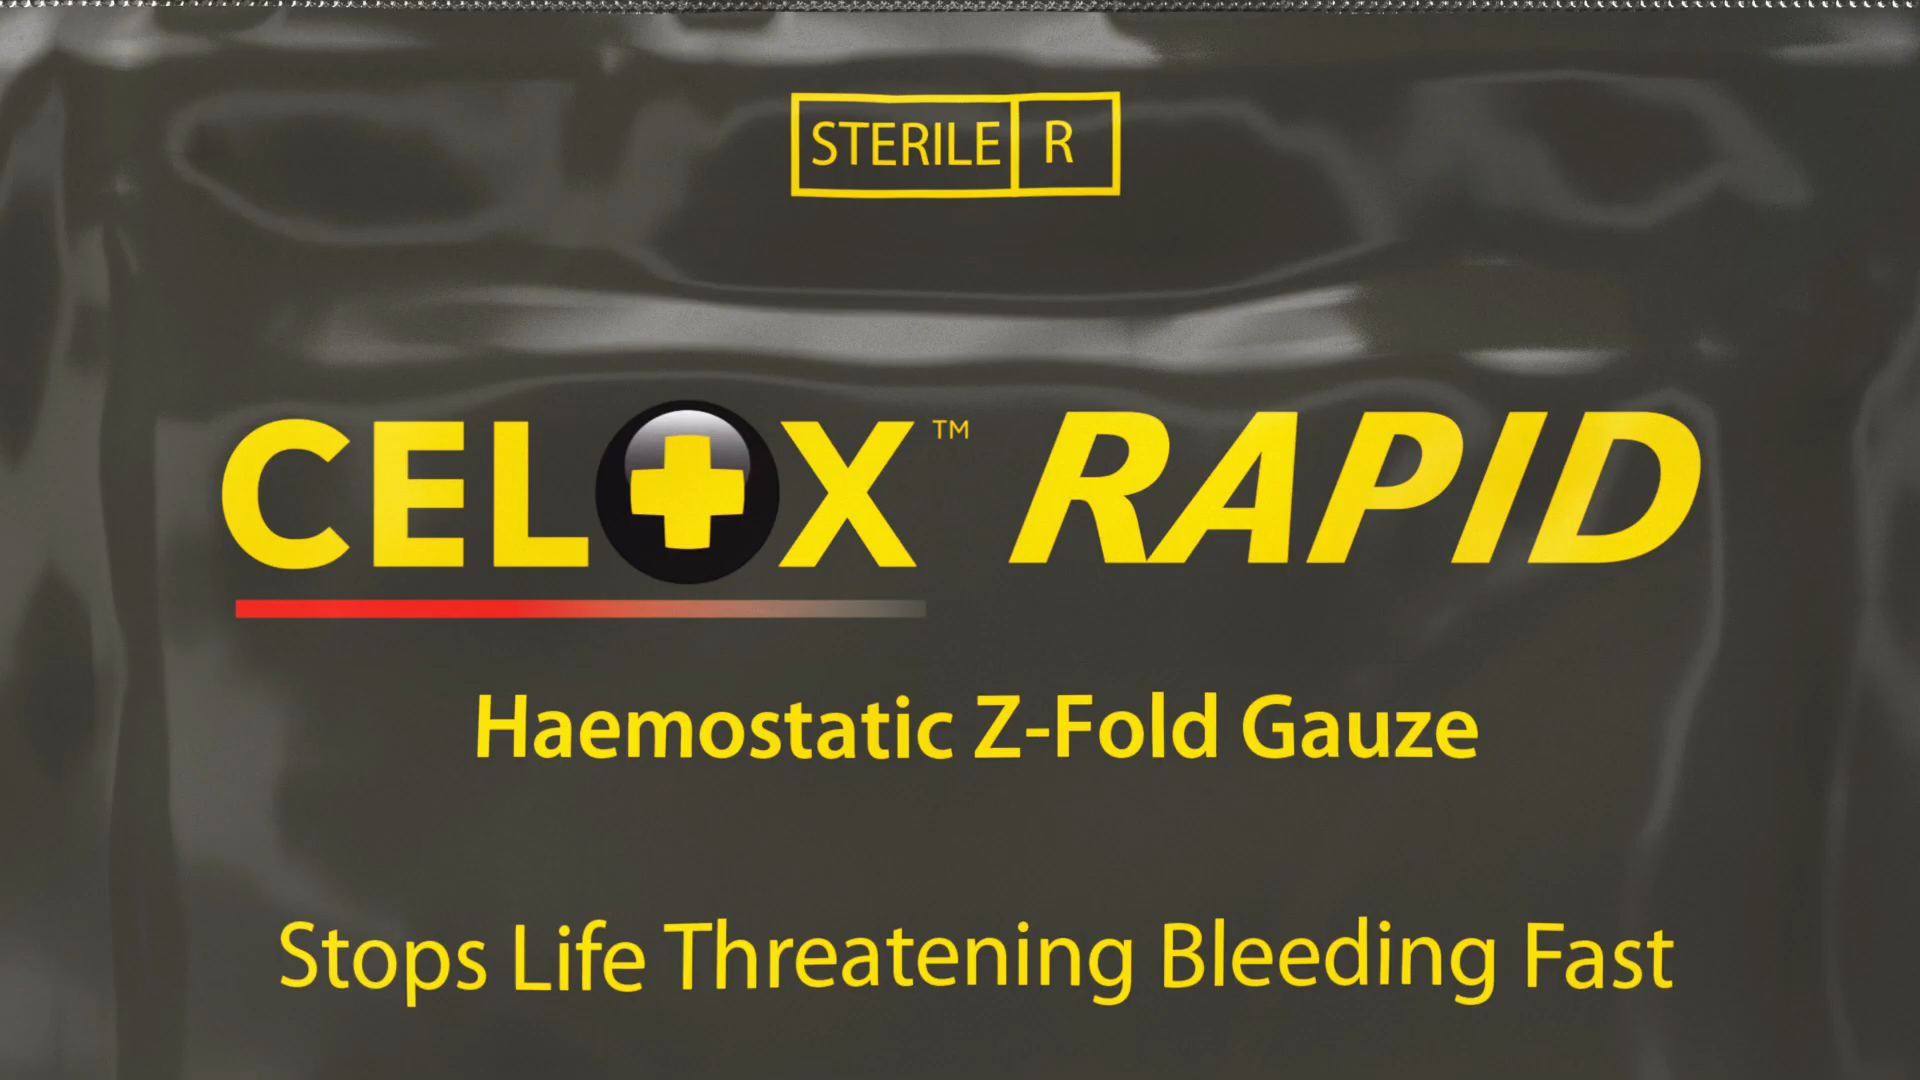 STERILE R
CELOX™ RAPID
Haemostatic Z-Fold Gauze
Stops Life Threatening Bleeding Fast